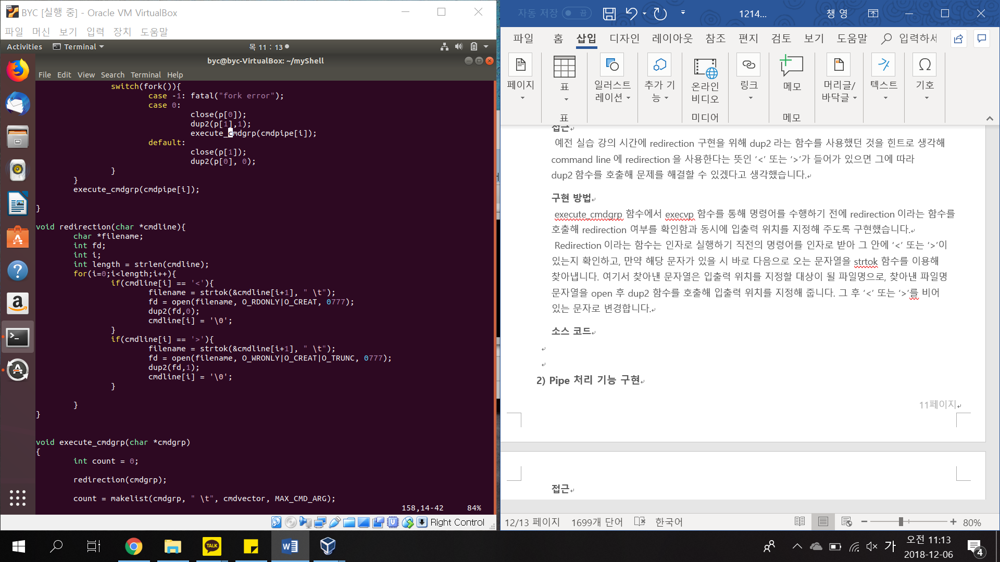 BYC [실행 중] - Oracle VM VirtualBox
파일 머신 보기 입력 장치 도움말
Activities Terminal 목 11 : 13
byc@byc-VirtualBox: ~/myShell
File Edit View Search Terminal Help
switch(fork()){
case -1: fatal("fork error");
case 0:
close(p[0]);
dup2(p[1],1);
execute_cmdgrp(cmdpipe[i]);
default:
close(p[1]);
dup2(p[0], 0);
}
}
execute_cmdgrp(cmdpipe[i]);
}
void redirection(char *cmdline){
char *filename;
int fd;
int i;
int length = strlen(cmdline);
for(i=0;i<length;i++){
if(cmdline[i] == '<'){
filename = strtok(&cmdline[i+1], " \t");
fd = open(filename, O_RDONLY|O_CREAT, 0777);
dup2(fd,0);
cmdline[i] = '\0';
}
if(cmdline[i] == '>'){
filename = strtok(&cmdline[i+1], " \t");
fd = open(filename, O_WRONLY|O_CREAT|O_TRUNC, 0777);
dup2(fd,1);
cmdline[i] = '\0';
}
}
}
void execute_cmdgrp(char *cmdgrp)
{
int count = 0;
redirection(cmdgrp);
count = makelist(cmdgrp, " \t", cmdvector, MAX_CMD_ARG);
158,14-42 84%
Right Control
자동 저장 끔 1214... 챙 영
파일 홈 삽입 디자인 레이아웃 참조 편지 검토 보기 도움말 입력하서
페이지
표
일러스트
레이션
추가 기
능
온라인
비디오
링크
메모
머리글/
바닥글
텍스트
기호
표 미디어 메모
접근
예전 실습 강의 시간에 redirection 구현을 위해 dup2 라는 함수를 사용했던 것을 힌트로 생각해
command line 에 redirection 을 사용한다는 뜻인 ‘<’ 또는 ‘>’가 들어가 있으면 그에 따라
dup2 함수를 호출해 문제를 해결할 수 있겠다고 생각했습니다.
구현 방법
execute_cmdgrp 함수에서 execvp 함수를 통해 명령어를 수행하기 전에 redirection 이라는 함수를
호출해 redirection 여부를 확인함과 동시에 입출력 위치를 지정해 주도록 구현했습니다.
Redirection 이라는 함수는 인자로 실행하기 직전의 명령어를 인자로 받아 그 안에 ‘<’ 또는 ‘>’이
있는지 확인하고, 만약 해당 문자가 있을 시 바로 다음으로 오는 문자열을 strtok 함수를 이용해
찾아냅니다. 여기서 찾아낸 문자열은 입출력 위치를 지정할 대상이 될 파일명으로, 찾아낸 파일명
문자열을 open 후 dup2 함수를 호출해 입출력 위치를 지정해 줍니다. 그 후 ‘<’ 또는 ‘>’를 비어
있는 문자로 변경합니다.
소스 코드
2) Pipe 처리 기능 구현
11페이지
접근
12/13 페이지 1699개 단어 한국어 80%
TALK
가 오전 11:13
2018-12-06
4